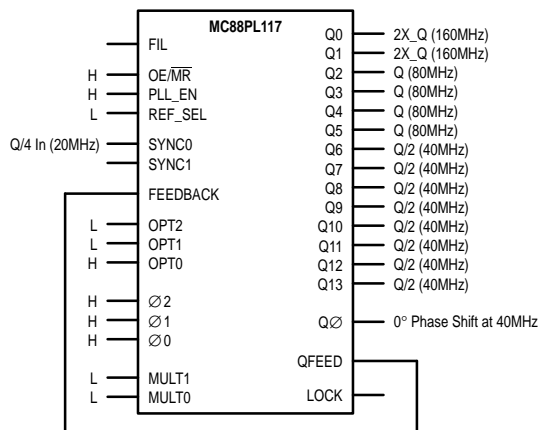 MC88PL117
FIL
H OE/MR
H PLL_EN
L REF_SEL
Q/4 In (20MHz) SYNC0
SYNC1
FEEDBACK
L OPT2
L OPT1
H OPT0
H ∅2
H ∅1
H ∅0
L MULT1
L MULT0
Q0 2X_Q (160MHz)
Q1 2X_Q (160MHz)
Q2 Q (80MHz)
Q3 Q (80MHz)
Q4 Q (80MHz)
Q5 Q (80MHz)
Q6 Q/2 (40MHz)
Q7 Q/2 (40MHz)
Q8 Q/2 (40MHz)
Q9 Q/2 (40MHz)
Q10 Q/2 (40MHz)
Q11 Q/2 (40MHz)
Q12 Q/2 (40MHz)
Q13 Q/2 (40MHz)
Q∅ 0° Phase Shift at 40MHz
QFEED
LOCK